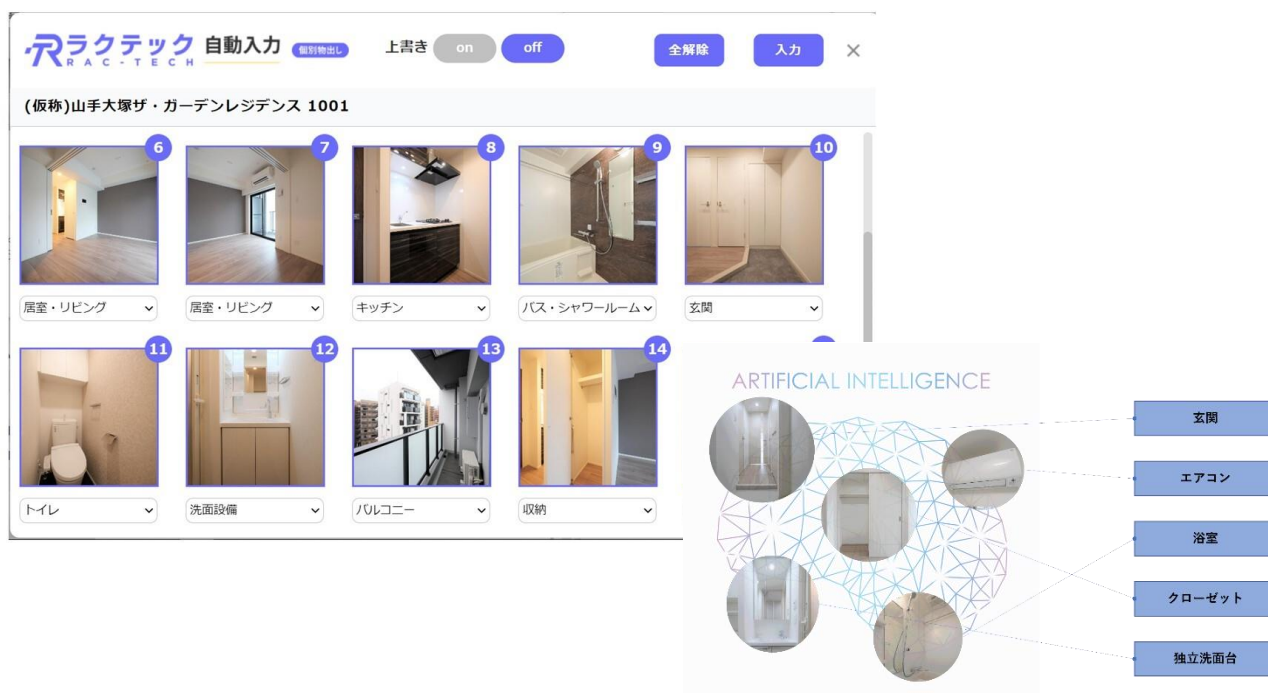 ラクテック
RAC-TECH
自動入力
個別物出し
上書き
on
off
全解除
入力
×
(仮称)山手大塚ザ・ガーデンレジデンス 1001
6
7
8
9
10
居室・リビング
居室・リビング
キッチン
バス・シャワールーム
玄関
11
12
13
14
トイレ
洗面設備
バルコニー
収納
ARTIFICIAL INTELLIGENCE
玄関
エアコン
浴室
クローゼット
独立洗面台